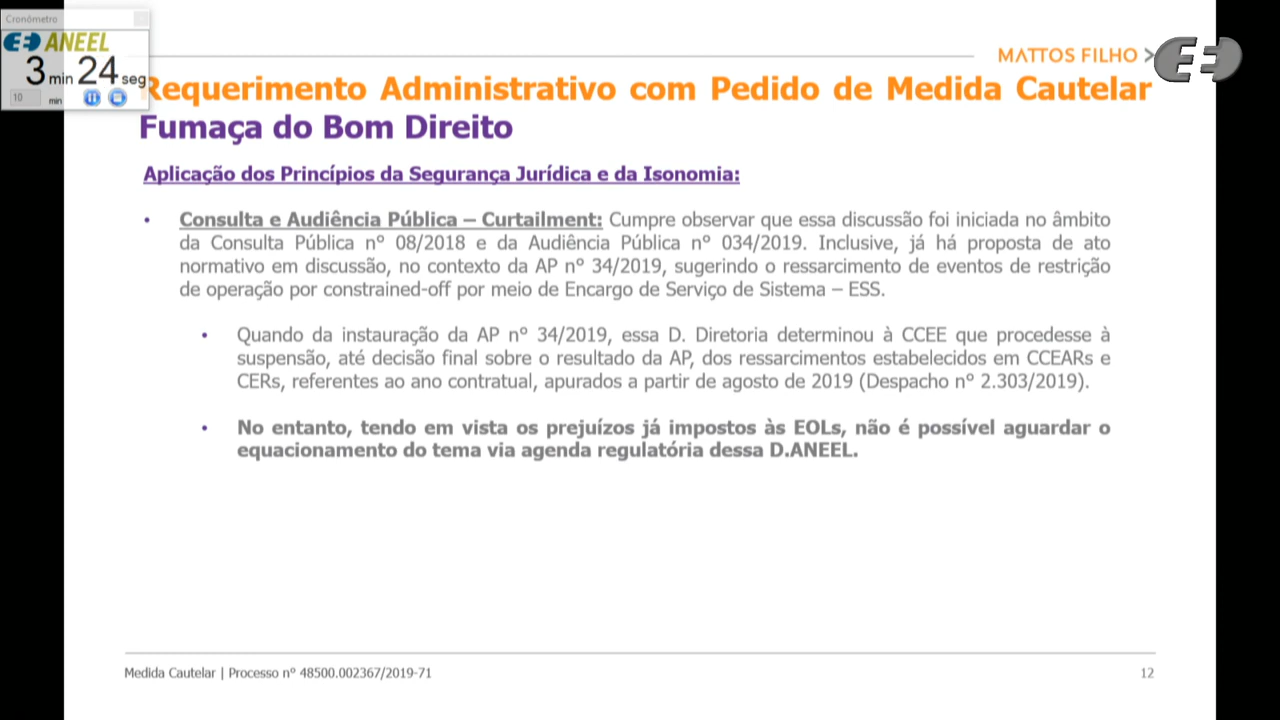 Cronômetro
ANEEL
3 min 24 seg
10 min
MATTOS FILHO >
Requerimento Administrativo com Pedido de Medida Cautelar
Fumaça do Bom Direito
Aplicação dos Princípios da Segurança Jurídica e da Isonomia:
• Consulta e Audiência Pública – Curtailment: Cumpre observar que essa discussão foi iniciada no âmbito
da Consulta Pública nº 08/2018 e da Audiência Pública nº 034/2019. Inclusive, já há proposta de ato
normativo em discussão, no contexto da AP nº 34/2019, sugerindo o ressarcimento de eventos de restrição
de operação por constrained-off por meio de Encargo de Serviço de Sistema – ESS.
• Quando da instauração da AP nº 34/2019, essa D. Diretoria determinou à CCEE que procedesse à
suspensão, até decisão final sobre o resultado da AP, dos ressarcimentos estabelecidos em CCEARs e
CERs, referentes ao ano contratual, apurados a partir de agosto de 2019 (Despacho nº 2.303/2019).
• No entanto, tendo em vista os prejuízos já impostos às EOLs, não é possível aguardar o
equacionamento do tema via agenda regulatória dessa D.ANEEL.
Medida Cautelar | Processo nº 48500.002367/2019-71
12